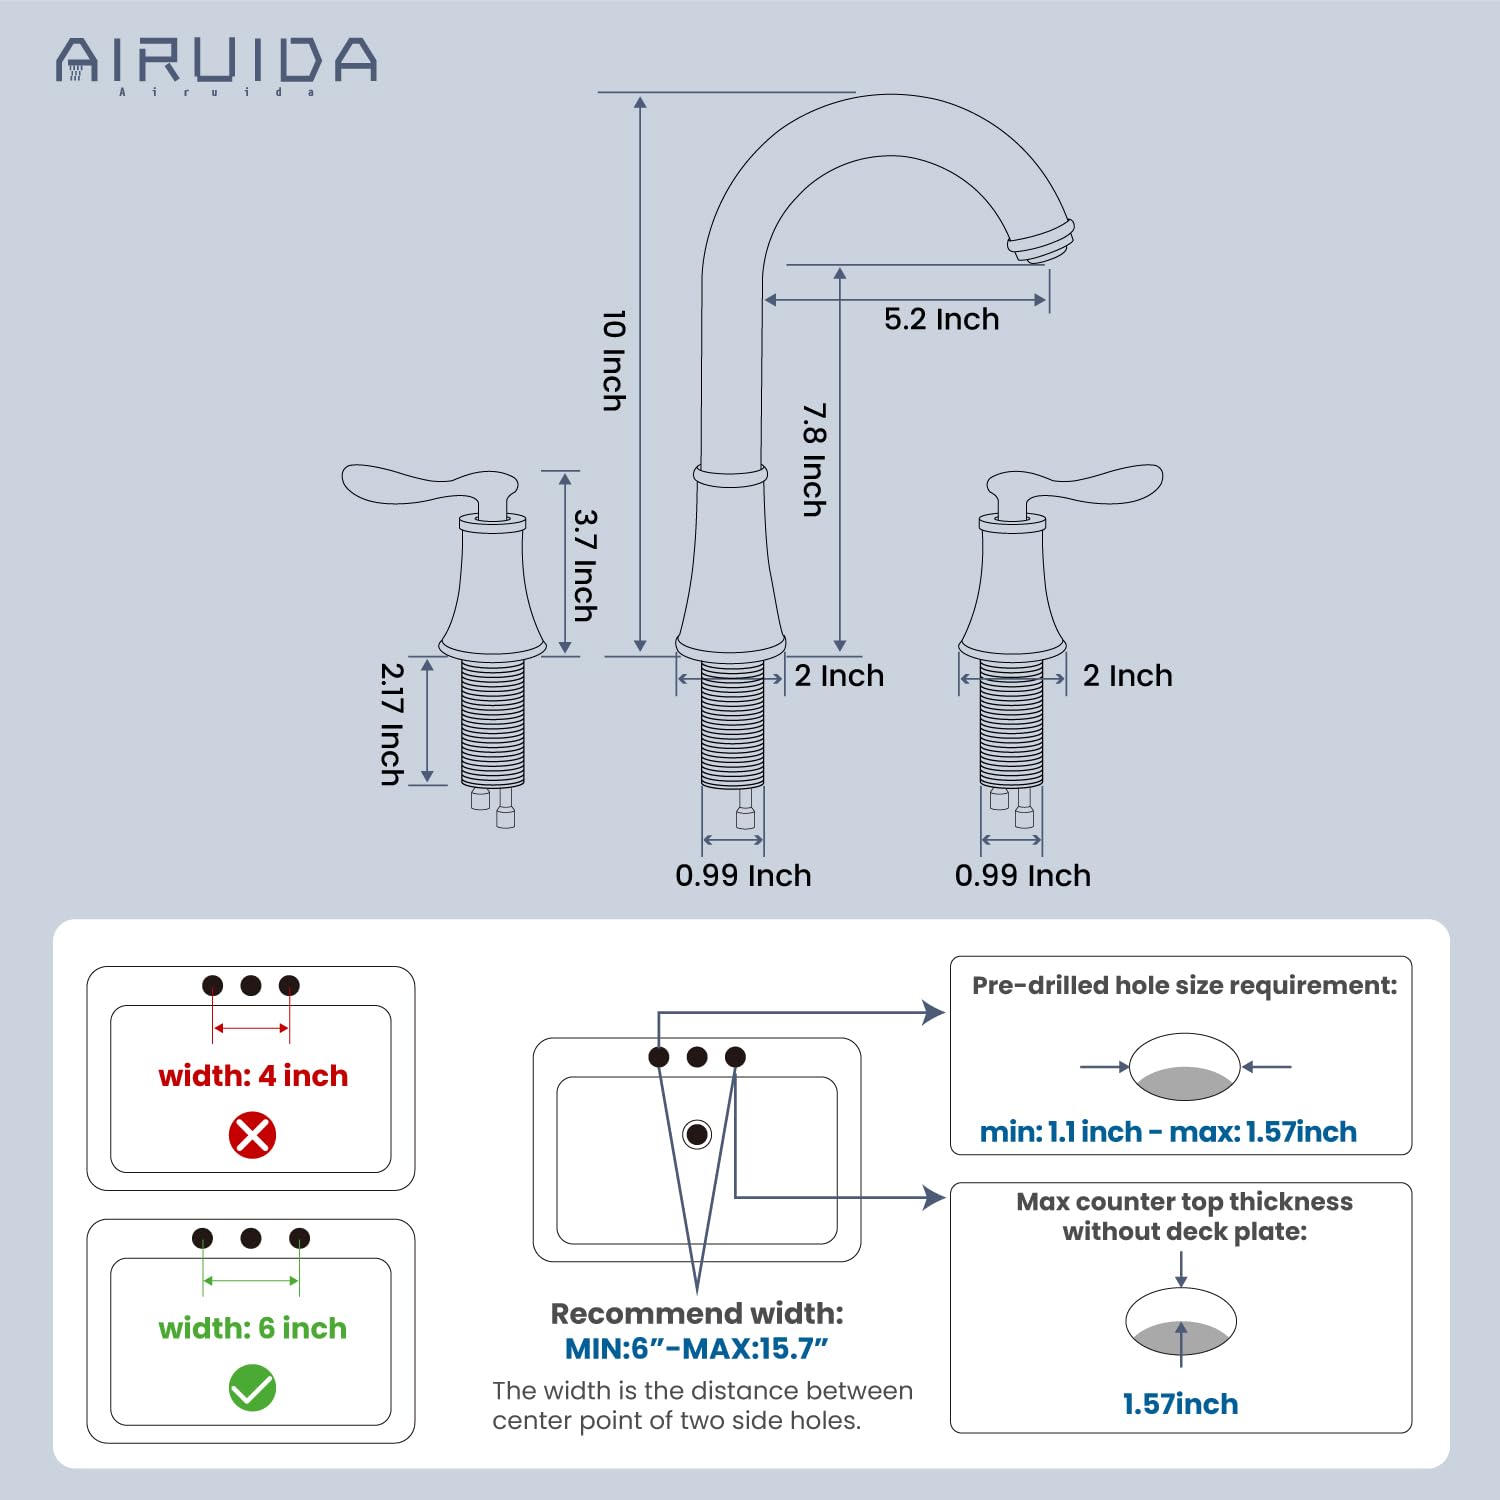 AIRUIDA
Airuida
10 Inch
5.2 Inch
7.8 Inch
3.7 Inch
2.17 Inch
2 Inch
2 Inch
0.99 Inch
0.99 Inch
width: 4 inch
width: 6 inch
Recommend width:
MIN:6”-MAX:15.7”
The width is the distance between
center point of two side holes.
Pre-drilled hole size requirement:
min: 1.1 inch - max: 1.57inch
Max counter top thickness
without deck plate:
1.57inch